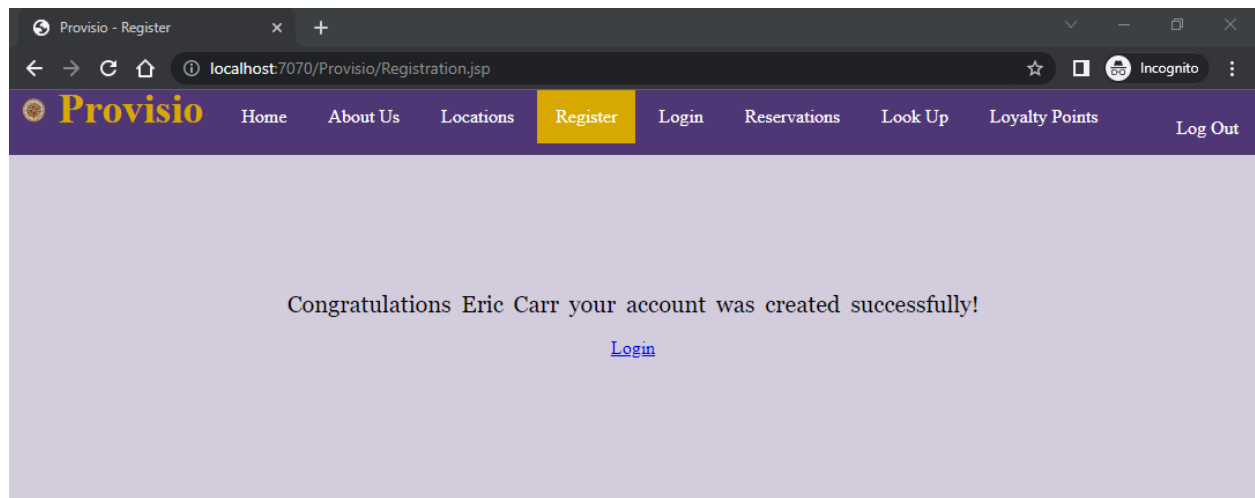 Provisio - Register
localhost:7070/Provisio/Registration.jsp
Incognito
Provisio Home About Us Locations Register Login Reservations Look Up Loyalty Points Log Out
Congratulations Eric Carr your account was created successfully!
Login